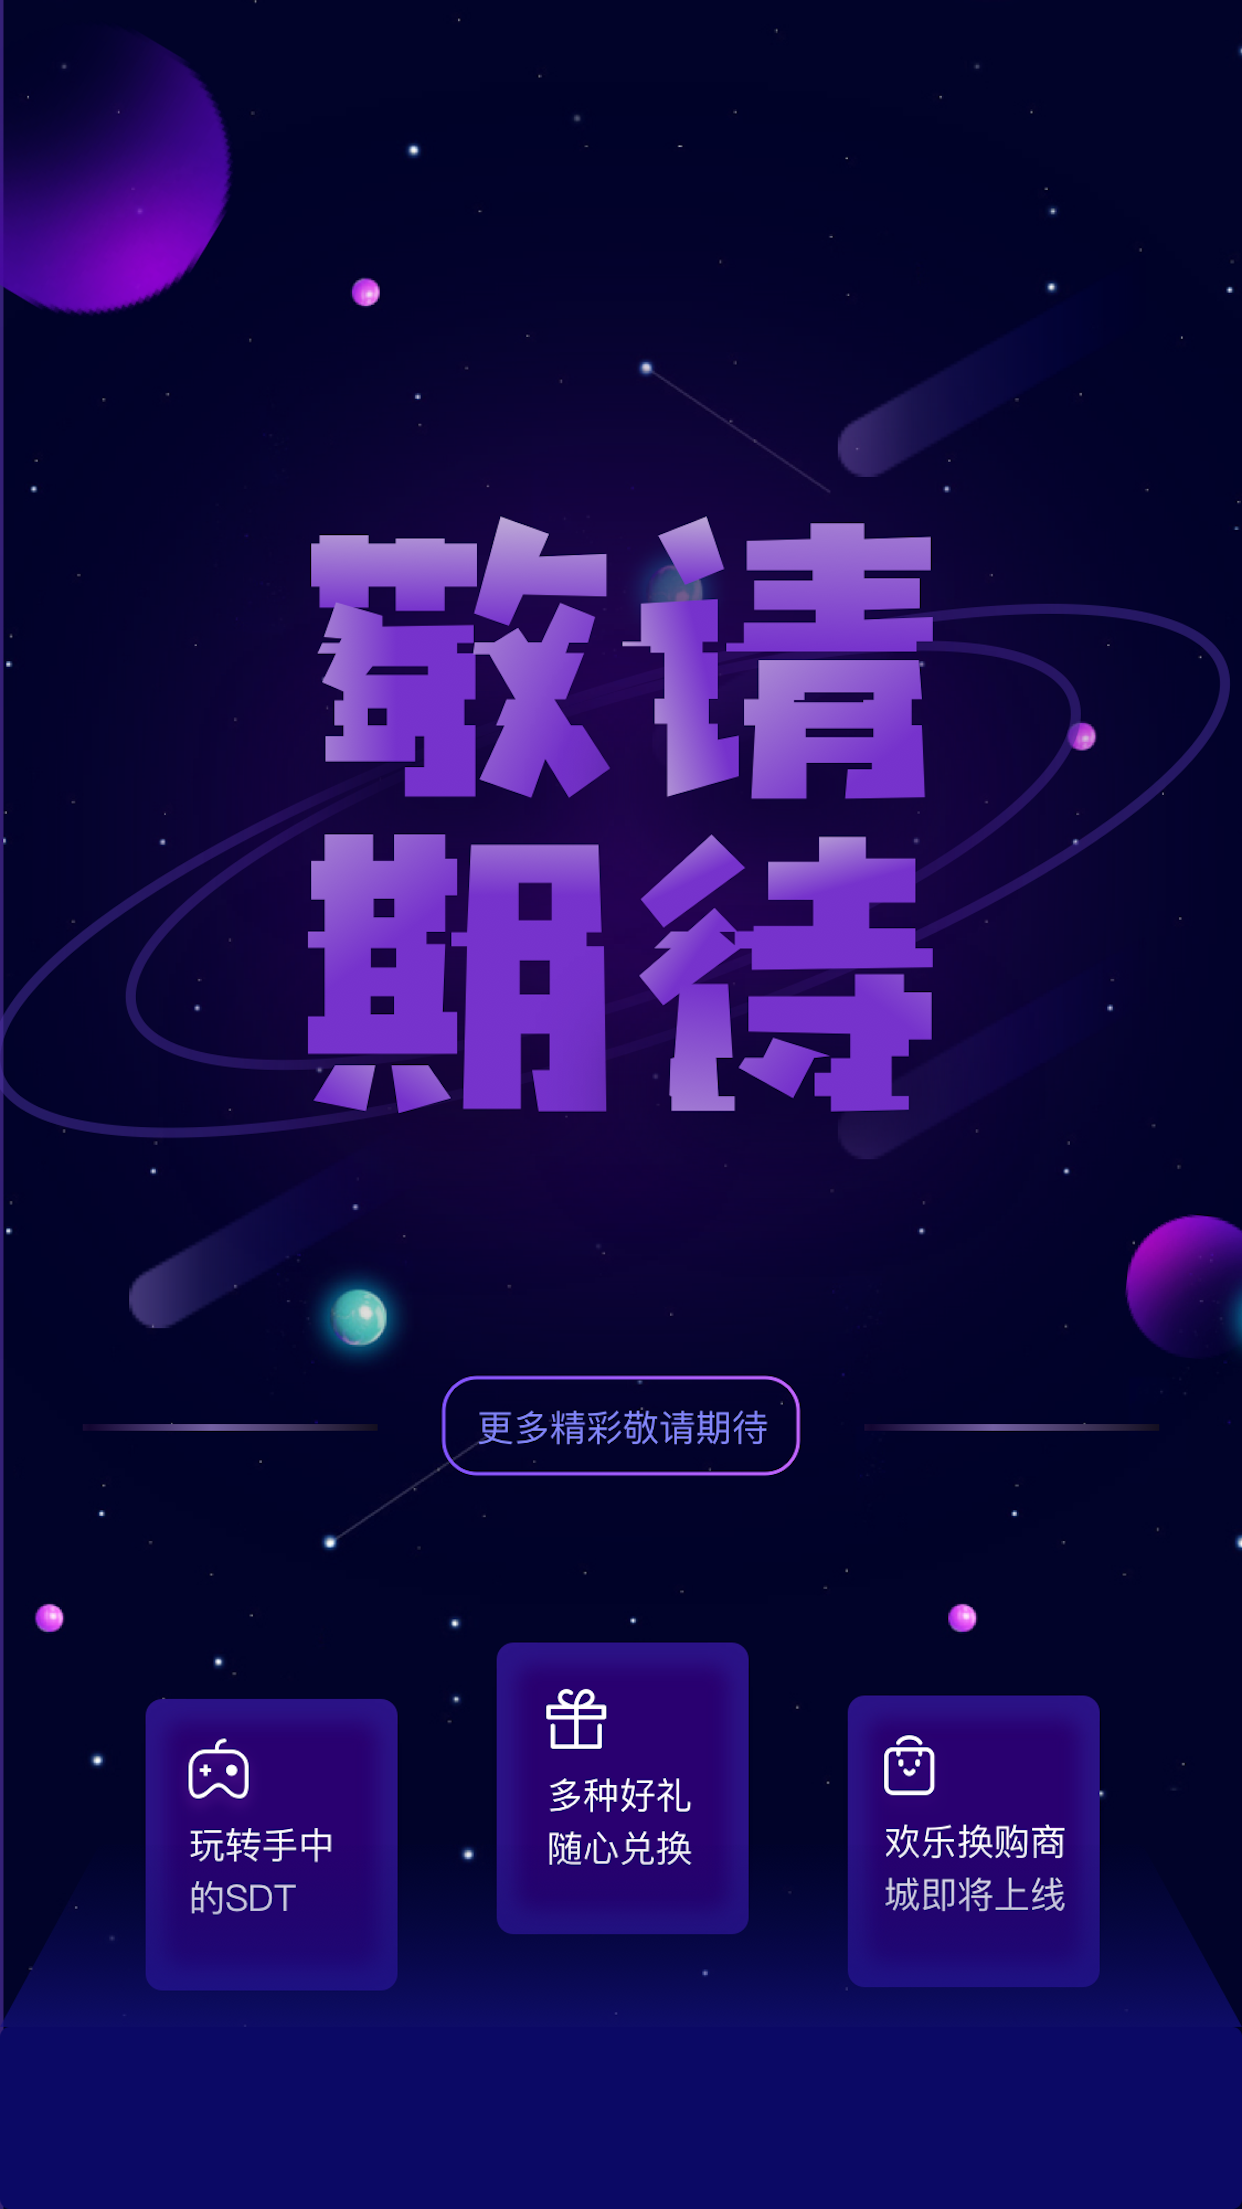 敬请
期待
更多精彩敬请期待
玩转手中
的SDT
多种好礼
随心兑换
欢乐换购商
城即将上线